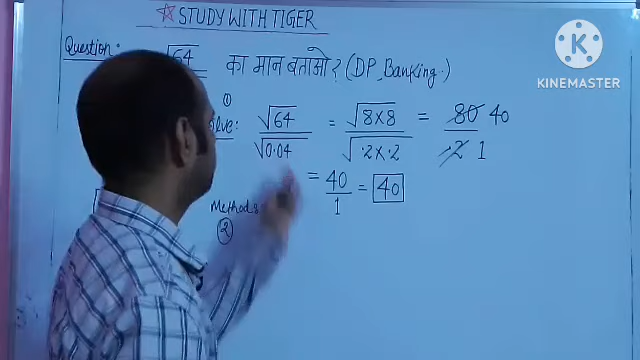 ☆ STUDY WITH TIGER
Question: √64 का मान बताओ? (DP, Banking.)
①
√64 / √0.04 = √8×8 / √.2×.2 = 80 / .2 40 / 1
= 40 / 1 = 40
Method
②
KINEMASTER